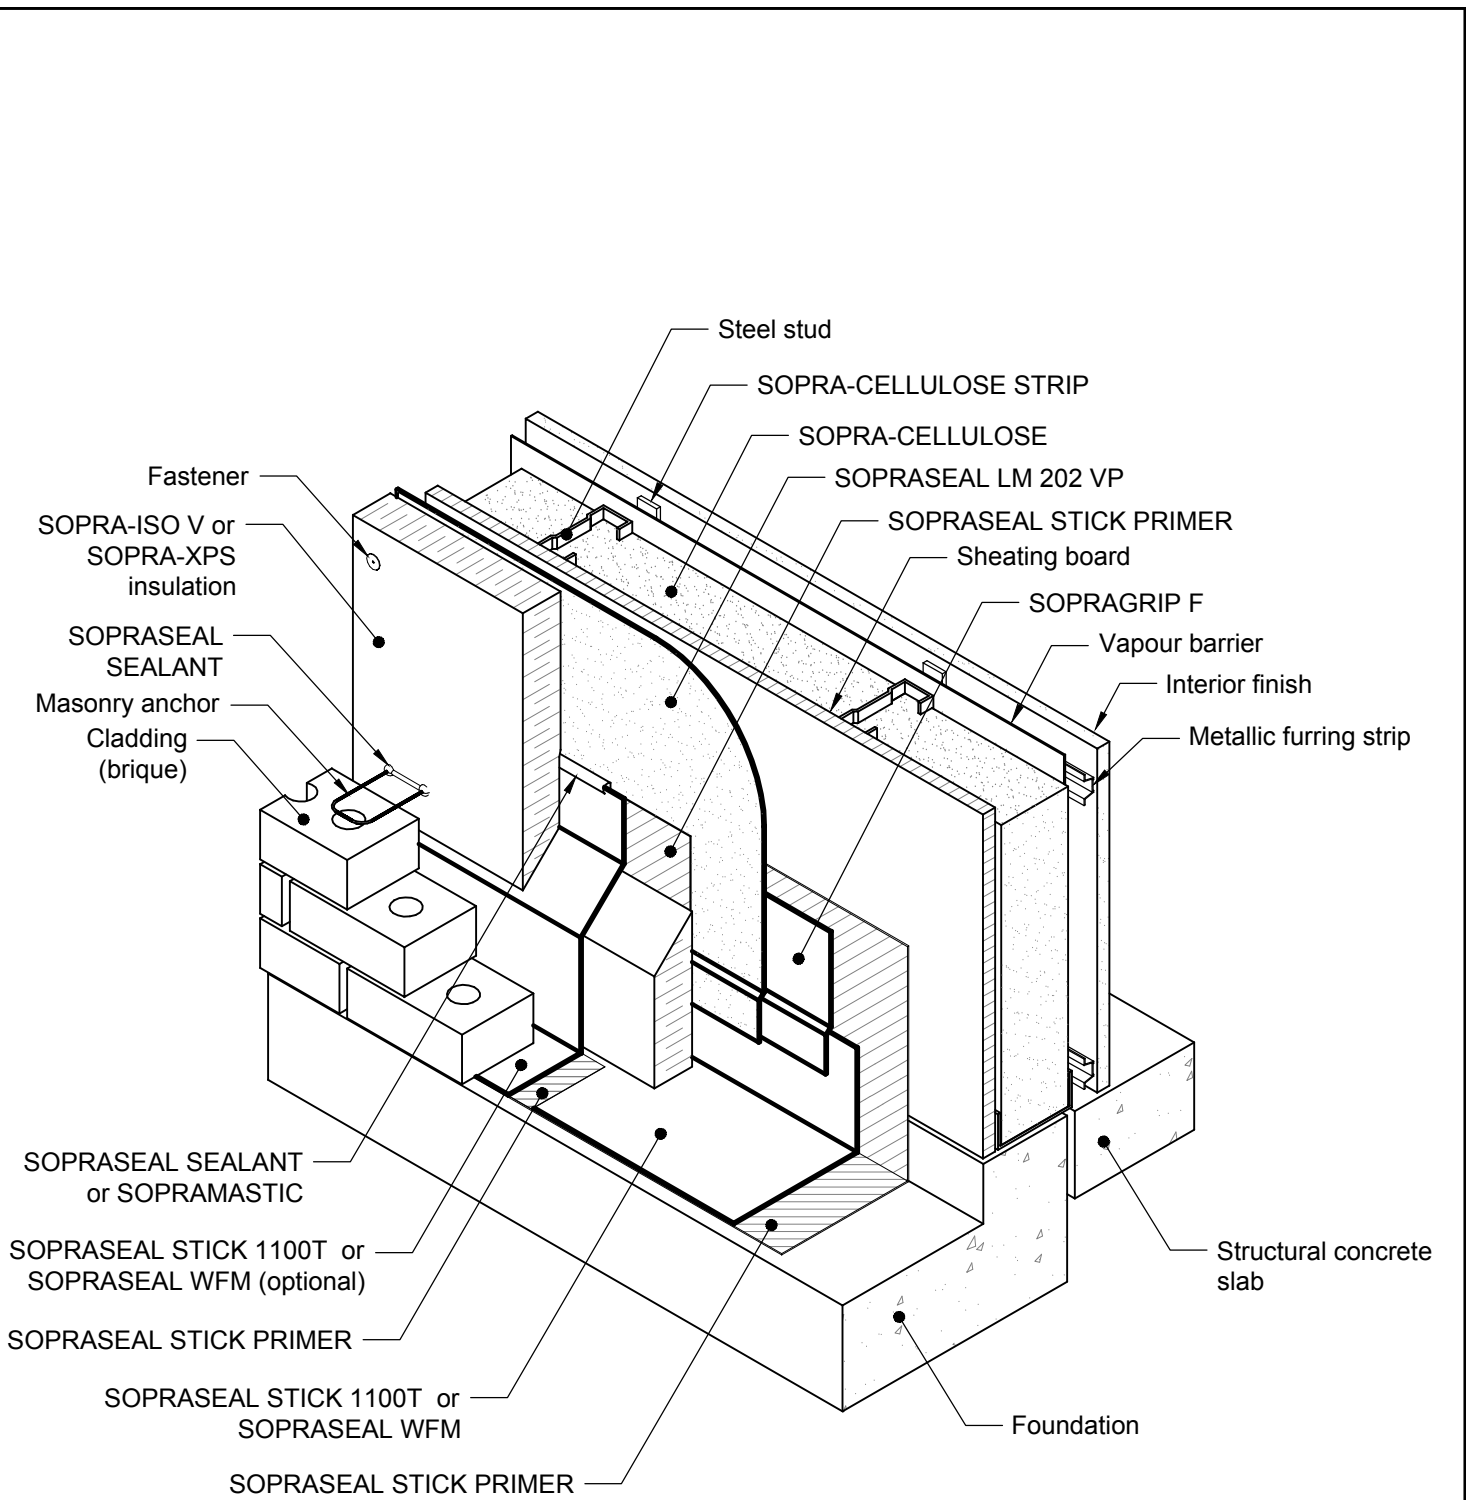 Steel stud
SOPRA-CELLULOSE STRIP
SOPRA-CELLULOSE
SOPRASEAL LM 202 VP
SOPRASEAL STICK PRIMER
Sheating board
SOPRAGRIP F
Vapour barrier
Interior finish
Metallic furring strip
Fastener
SOPRA-ISO V or
SOPRA-XPS
insulation
SOPRASEAL
SEALANT
Masonry anchor
Cladding
(brique)
SOPRASEAL SEALANT
or SOPRAMASTIC
SOPRASEAL STICK 1100T or
SOPRASEAL WFM (optional)
SOPRASEAL STICK PRIMER
SOPRASEAL STICK 1100T or
SOPRASEAL WFM
SOPRASEAL STICK PRIMER
Structural concrete
slab
Foundation